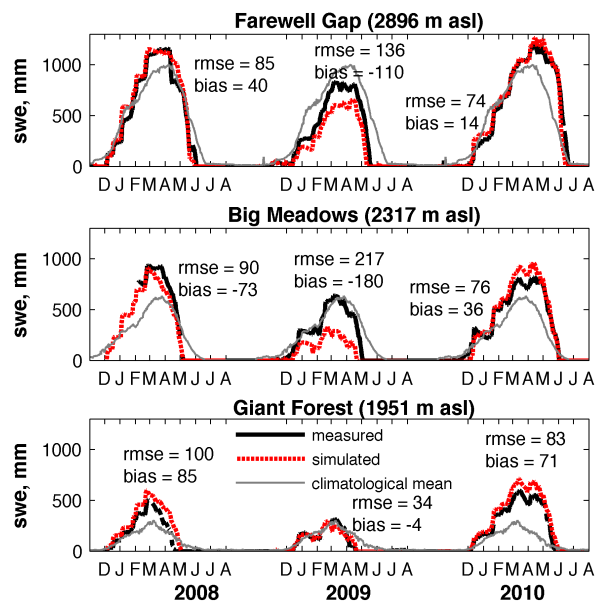 Farewell Gap (2896 m asl)
swe, mm
1000
500
0
rmse = 85
bias = 40
rmse = 136
bias = -110
rmse = 74
bias = 14
D J F M A M J J A D J F M A M J J A D J F M A M J J A
Big Meadows (2317 m asl)
swe, mm
1000
500
0
rmse = 90
bias = -73
rmse = 217
bias = -180
rmse = 76
bias = 36
D J F M A M J J A D J F M A M J J A D J F M A M J J A
Giant Forest (1951 m asl)
swe, mm
1000
500
0
rmse = 100
bias = 85
measured
simulated
climatological mean
rmse = 34
bias = -4
rmse = 83
bias = 71
D J F M A M J J A D J F M A M J J A D J F M A M J J A
2008 2009 2010